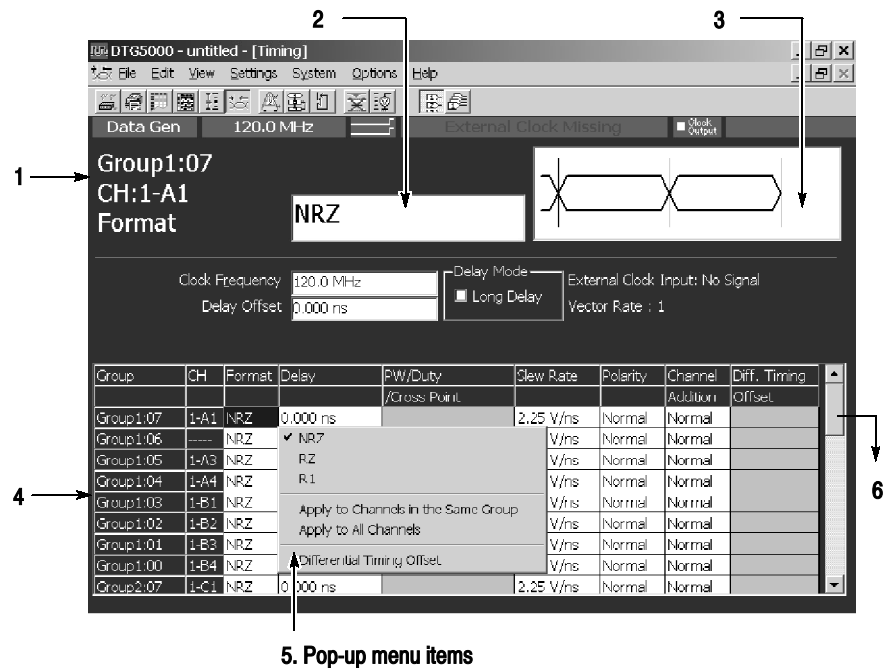 2
3
DTG5000 - untitled - [Timing]
File Edit View Settings System Options Help
Data Gen 120.0 MHz External Clock Missing Clock Output
1
Group1:07
CH:1-A1
Format
NRZ
Clock Frequency 120.0 MHz
Delay Offset 0.000 ns
Delay Mode
Long Delay
External Clock Input: No Signal
Vector Rate : 1
Group CH Format Delay PW/Duty Slew Rate Polarity Channel Diff. Timing
/Cross Point Addition Offset
Group1:07 1-A1 NRZ 0.000 ns 2.25 V/ns Normal Normal
Group1:06 ----- NRZ V/ns Normal Normal
Group1:05 1-A3 NRZ V/ns Normal Normal
Group1:04 1-A4 NRZ V/ns Normal Normal
Group1:03 1-B1 NRZ V/ns Normal Normal
Group1:02 1-B2 NRZ V/ns Normal Normal
Group1:01 1-B3 NRZ V/ns Normal Normal
Group1:00 1-B4 NRZ V/ns Normal Normal
Group2:07 1-C1 NRZ 0.000 ns 2.25 V/ns Normal Normal
✔ NRZ
RZ
R1
Apply to Channels in the Same Group
Apply to All Channels
Differential Timing Offset
4
6
5. Pop-up menu items